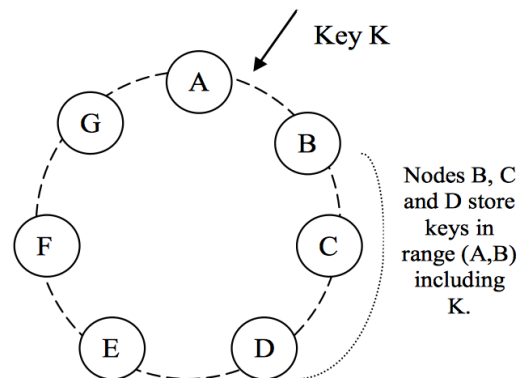 Key K
A
G
B
Nodes B, C
and D store
keys in
range (A,B)
including
K.
F
C
E
D